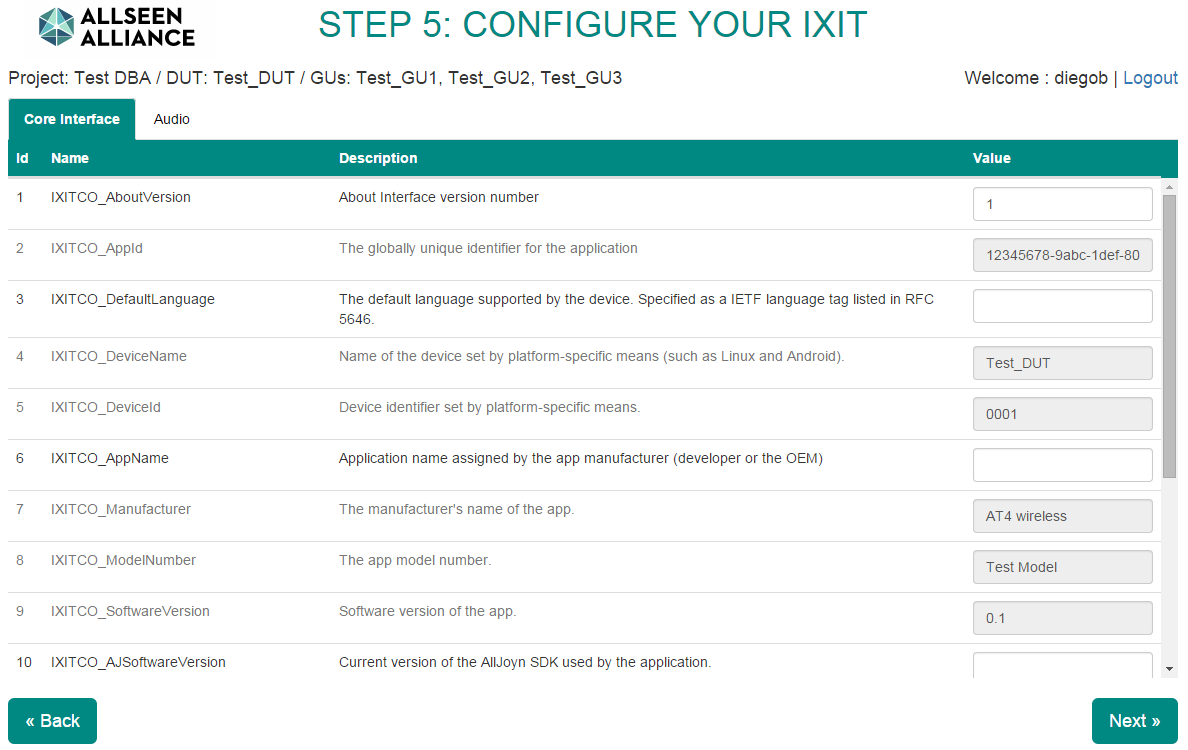 ALLSEEN
ALLIANCE
STEP 5: CONFIGURE YOUR IXIT
Project: Test DBA / DUT: Test_DUT / GUs: Test_GU1, Test_GU2, Test_GU3
Welcome : diegob | Logout
Core Interface Audio
Id Name Description Value
1 IXITCO_AboutVersion About Interface version number 1
2 IXITCO_AppId The globally unique identifier for the application 12345678-9abc-1def-80
3 IXITCO_DefaultLanguage The default language supported by the device. Specified as a IETF language tag listed in RFC
5646.
4 IXITCO_DeviceName Name of the device set by platform-specific means (such as Linux and Android). Test_DUT
5 IXITCO_DeviceId Device identifier set by platform-specific means. 0001
6 IXITCO_AppName Application name assigned by the app manufacturer (developer or the OEM)
7 IXITCO_Manufacturer The manufacturer's name of the app. AT4 wireless
8 IXITCO_ModelNumber The app model number. Test Model
9 IXITCO_SoftwareVersion Software version of the app. 0.1
10 IXITCO_AJSoftwareVersion Current version of the AllJoyn SDK used by the application.
« Back Next »